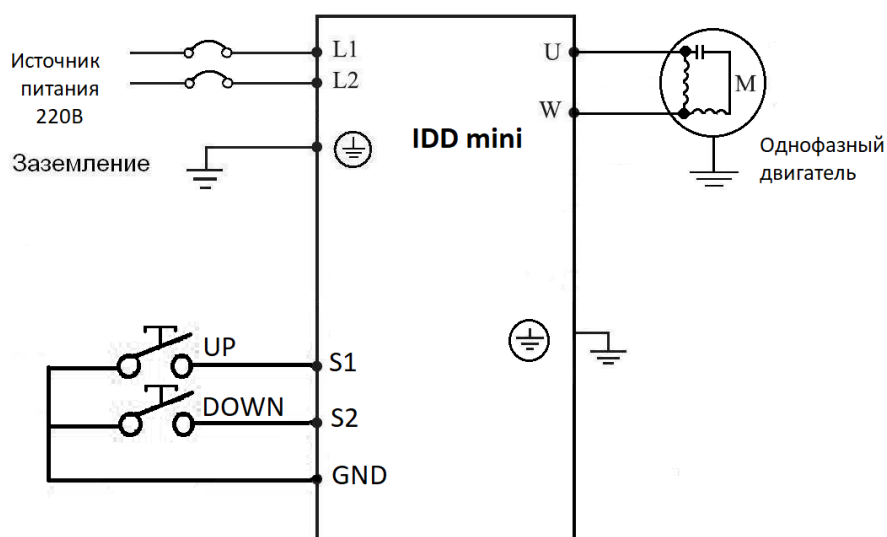 Источник
питания
220В
L1
L2
Заземление
IDD mini
U
W
M
Однофазный
двигатель
UP
S1
DOWN
S2
GND